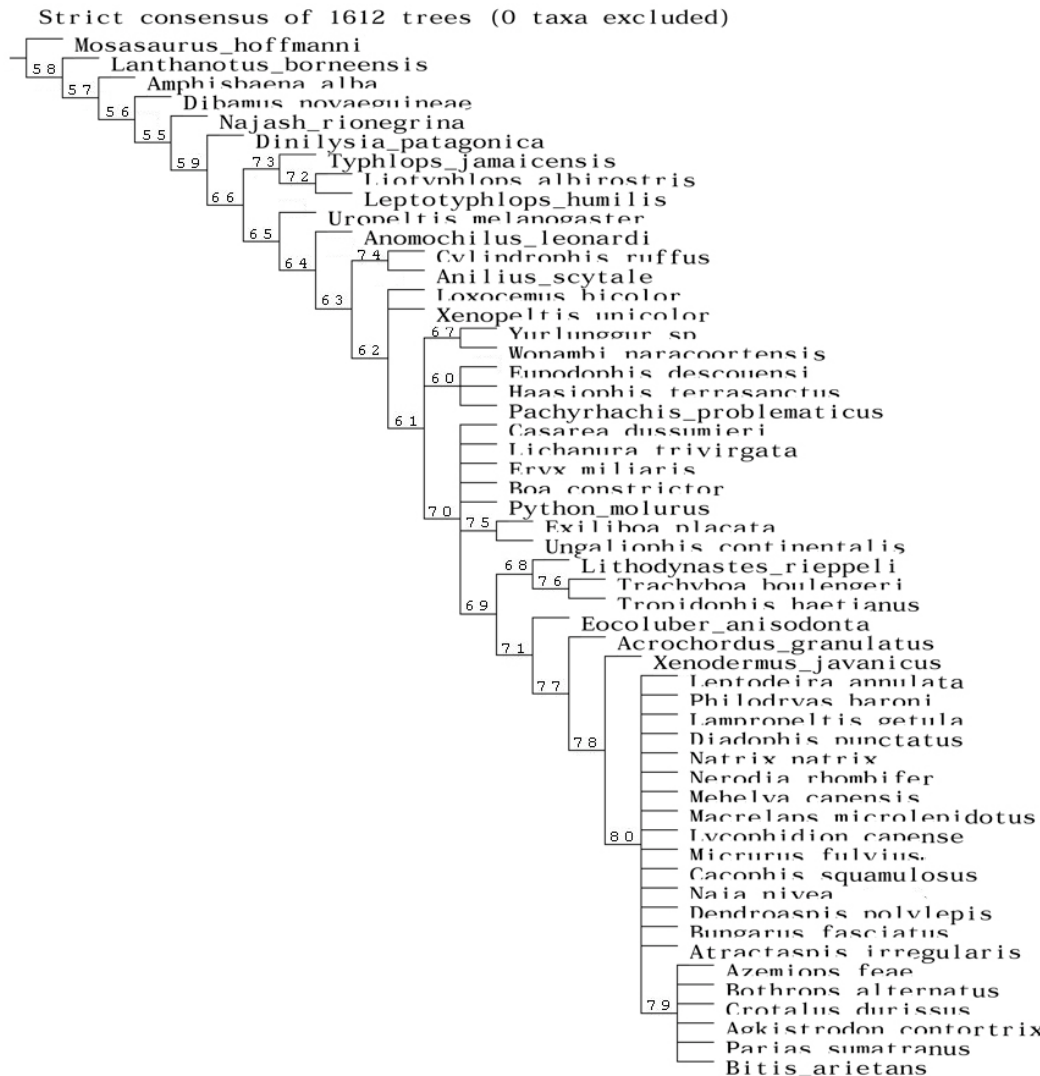 Strict consensus of 1612 trees (0 taxa excluded)
Mosasaurus_hoffmanni
58
Lanthanotus_borneensis
57
Amphisbaena_alba
56
Dibamus_novaeguineae
55
Najash_rionegrina
59
Dinilysia_patagonica
73
Typhlops_jamaicensis
72
Liotyphlops_albirostris
66
Leptotyphlops_humilis
Uropeltis_melanogaster
65
Anomochilus_leonardi
74
Cylindrophis_ruffus
64
Anilius_scytale
Loxocemus_bicolor
63
Xenopeltis_unicolor
67
Yurlunggur_sp
62
Wonambi_naracoortensis
Eupodophis_descouensi
60
Haasiophis_terrasanctus
Pachyrhachis_problematicus
61
Casarea_dussumieri
Lichanura_trivirgata
Eryx_miliaris
Boa_constrictor
Python_molurus
70
75
Exiliboa_placata
Ungaliophis_continentalis
68
Lithodynastes_rieppeli
76
Trachyboa_boulengeri
Tropidophis_haetianus
69
Eocoluber_anisodonta
Acrochordus_granulatus
71
Xenodermus_javanicus
Leptodeira_annulata
77
Philodryas_baroni
Lampropeltis_getula
Diadophis_punctatus
78
Natrix_natrix
Nerodia_rhombifer
Mehelya_capensis
Macrelaps_microlepidotus
80
Lycophidion_capense
Micrurus_fulvius
Cacophis_squamulosus
Naja_nivea
Dendroaspis_polylepis
Bungarus_fasciatus
Atractaspis_irregularis
Azemiops_feae
Bothrops_alternatus
79
Crotalus_durissus
Agkistrodon_contortrix
Parias_sumatranus
Bitis_arietans